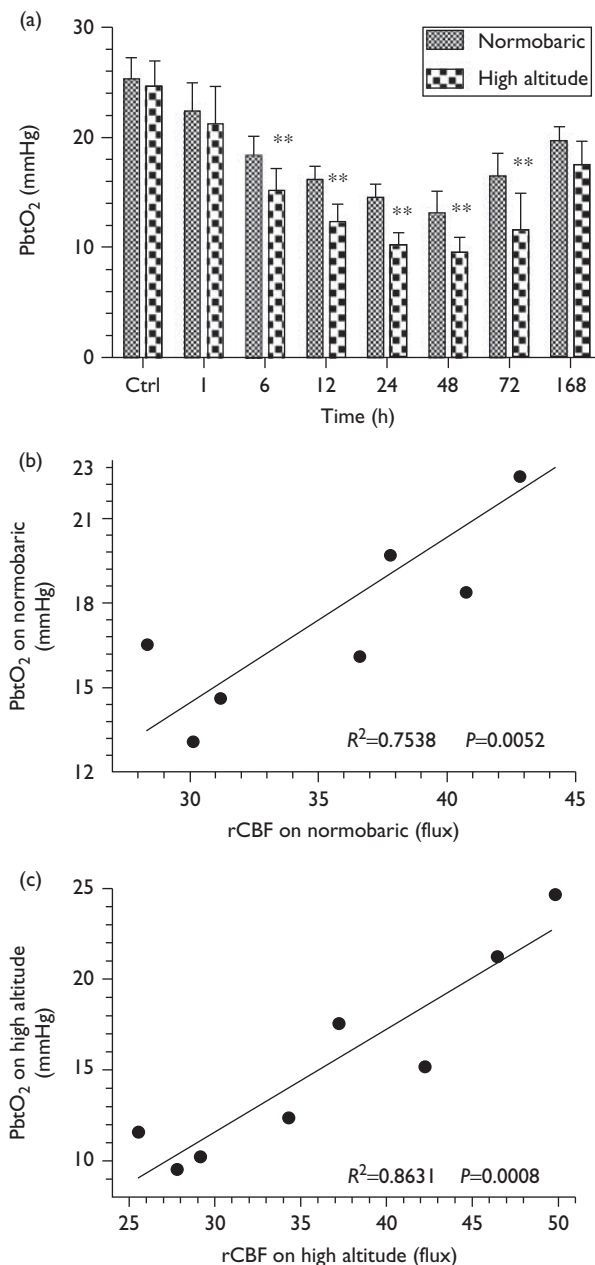 (a)
30
20
10
0
PbtO2 (mmHg)
Normobaric
High altitude
**
**
**
**
**
Ctrl 1 6 12 24 48 72 168
Time (h)
(b)
23
21
18
15
12
PbtO2 on normobaric
(mmHg)
R2=0.7538 P=0.0052
30 35 40 45
rCBF on normobaric (flux)
(c)
25
20
15
10
PbtO2 on high altitude
(mmHg)
R2=0.8631 P=0.0008
25 30 35 40 45 50
rCBF on high altitude (flux)